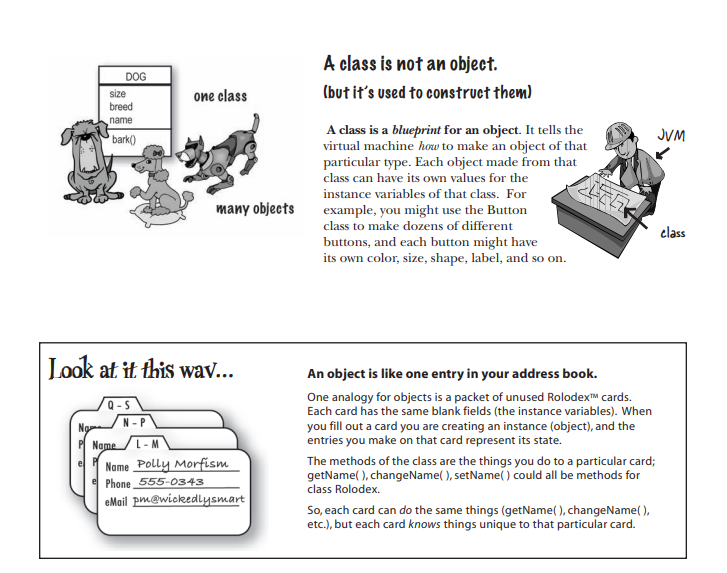 DOG
size
breed
name
bark()
one class
many objects
A class is not an object.
(but it's used to construct them)
A class is a blueprint for an object. It tells the
virtual machine how to make an object of that
particular type. Each object made from that
class can have its own values for the
instance variables of that class. For
example, you might use the Button
class to make dozens of different
buttons, and each button might have
its own color, size, shape, label, and so on.
JVM
class
Look at it this way...
Q - S
Name
P
e
N - P
Name
P
e
L - M
Name Polly Morfism
Phone 555-0343
eMail pm@wickedlysmart
An object is like one entry in your address book.
One analogy for objects is a packet of unused Rolodex™ cards.
Each card has the same blank fields (the instance variables). When
you fill out a card you are creating an instance (object), and the
entries you make on that card represent its state.
The methods of the class are the things you do to a particular card;
getName( ), changeName( ), setName( ) could all be methods for
class Rolodex.
So, each card can do the same things (getName( ), changeName( ),
etc.), but each card knows things unique to that particular card.